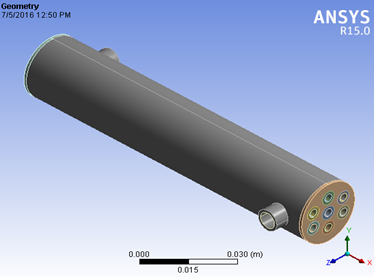 Geometry
7/5/2016 12:50 PM
ANSYS
R15.0
0.000
0.030 (m)
0.015
Y
Z
X